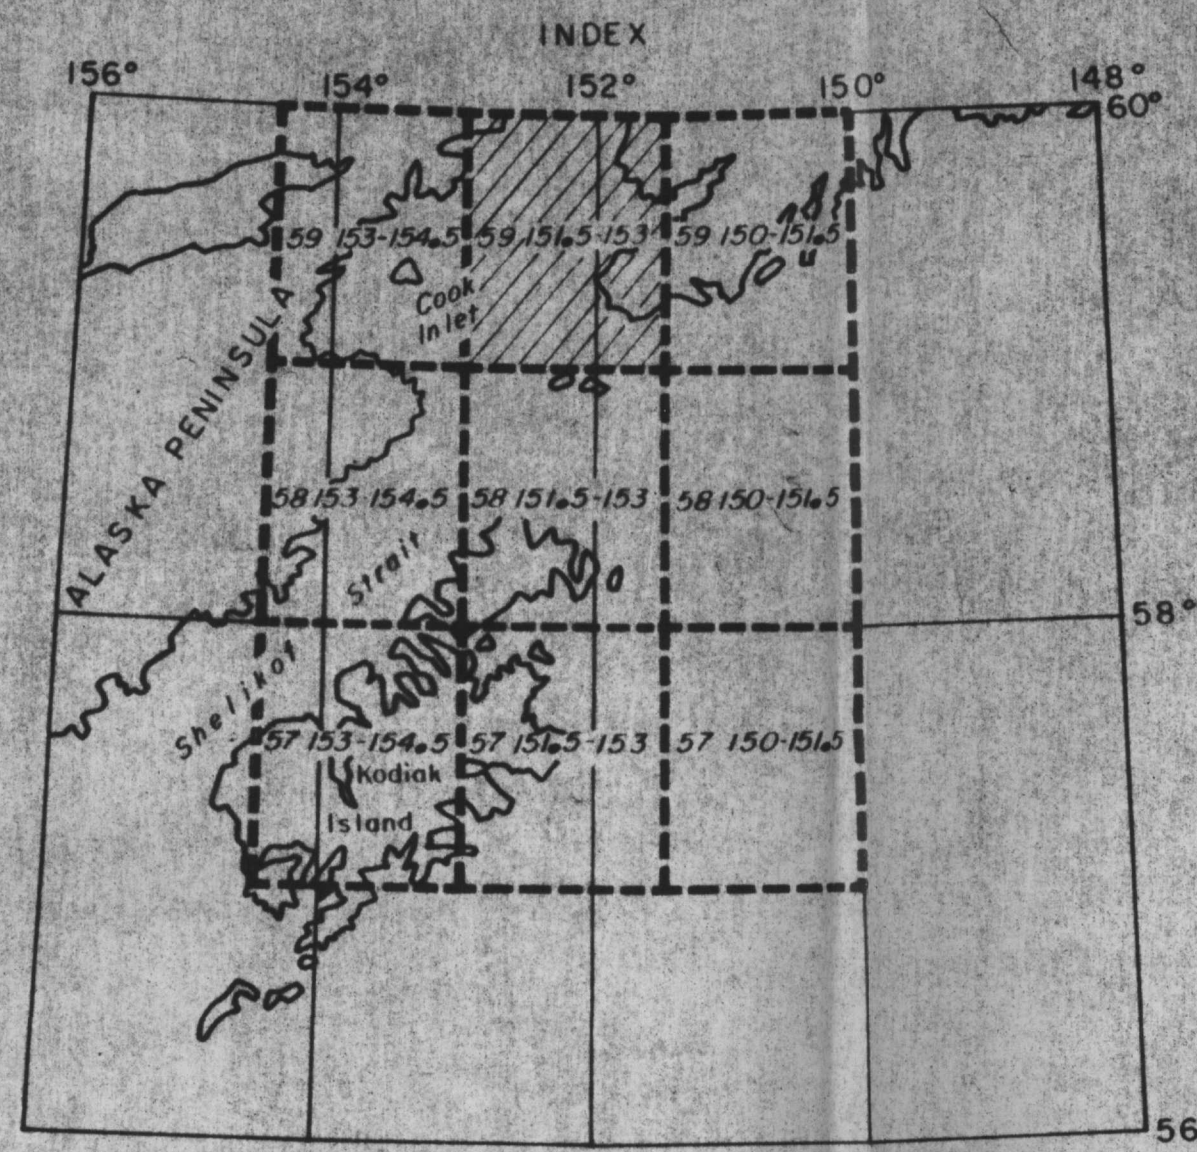 INDEX
156° 154° 152° 150° 148°
60°
59 153-154.5 59 151.5-153 59 150-151.5
Cook
Inlet
ALASKA PENINSULA
58 153-154.5 58 151.5-153 58 150-151.5
58°
Shelikof Strait
57 153-154.5 57 151.5-153 57 150-151.5
Kodiak
Island
56